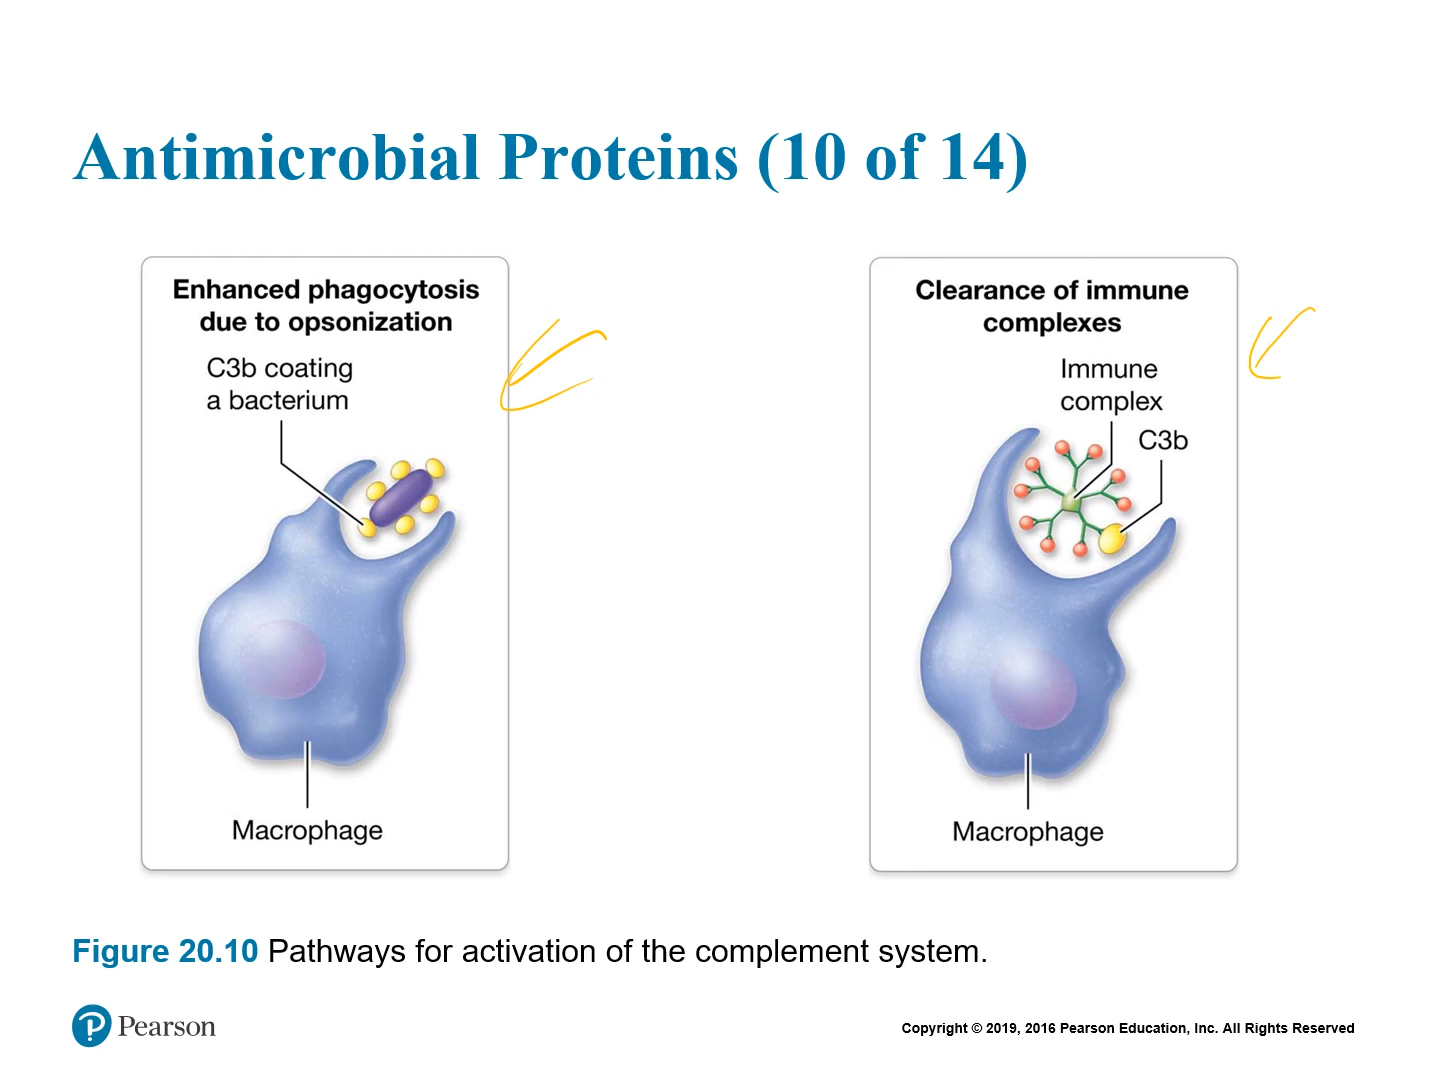 Antimicrobial Proteins (10 of 14)
Enhanced phagocytosis
due to opsonization
C3b coating
a bacterium
Macrophage
Clearance of immune
complexes
Immune
complex
C3b
Macrophage
Figure 20.10 Pathways for activation of the complement system.
Pearson
Copyright © 2019, 2016 Pearson Education, Inc. All Rights Reserved